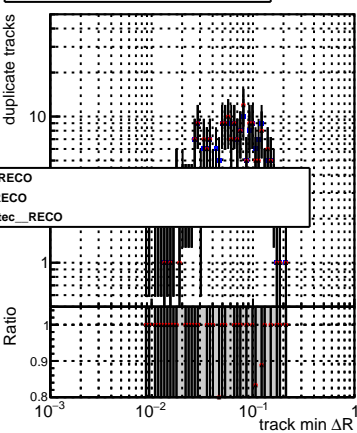 duplicate tracks
10
RECO
RECO
tec__RECO
1
Ratio
1
0.9
0.8
10−3 10−2 10−1 1
track min ΔR